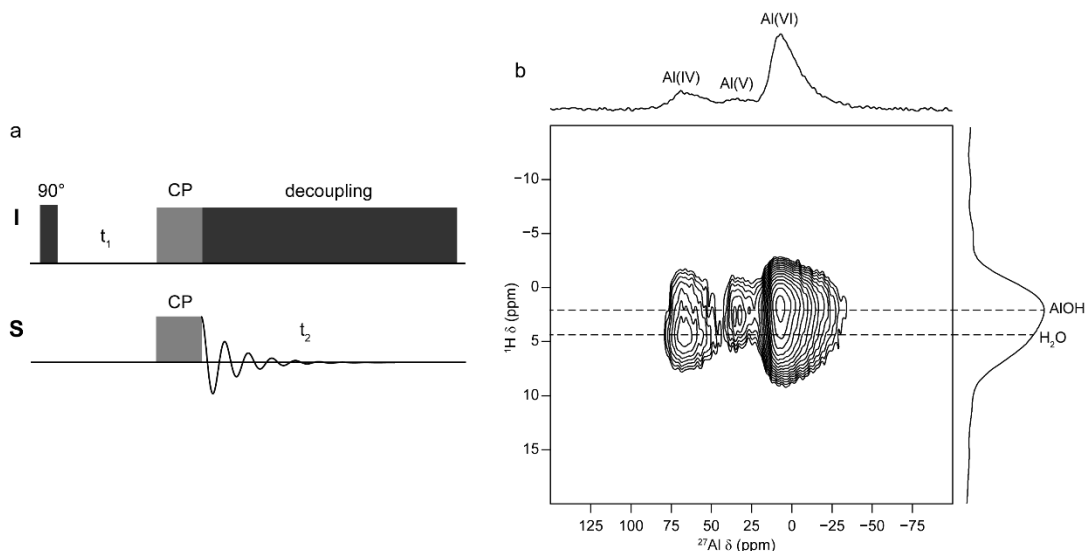 a
90°
CP
decoupling
I
t₁
CP
S
t₂
b
Al(IV)
Al(V)
Al(VI)
−10
−5
0
5
10
15
¹H δ (ppm)
AlOH
H₂O
125 100 75 50 25 0 −25 −50 −75
²⁷Al δ (ppm)